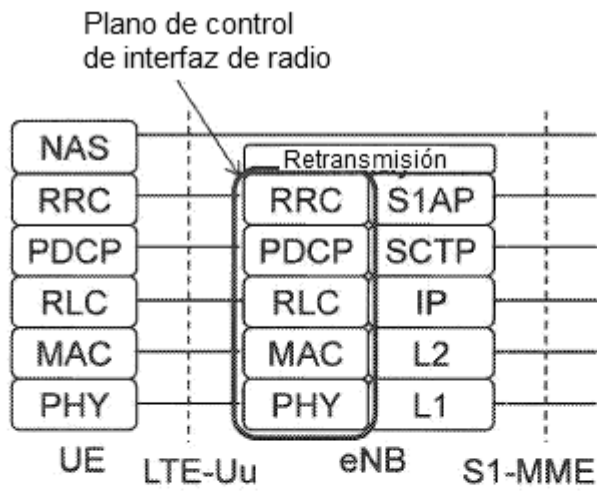 Plano de control
de interfaz de radio
NAS
Retransmisión
RRC RRC S1AP
PDCP PDCP SCTP
RLC RLC IP
MAC MAC L2
PHY PHY L1
UE LTE-Uu eNB S1-MME